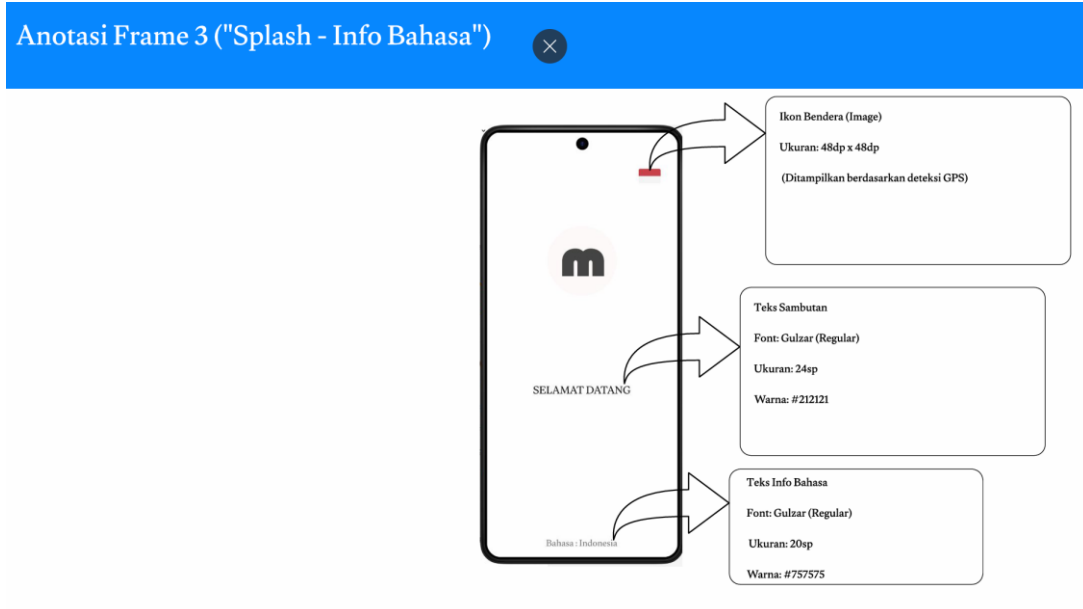 Anotasi Frame 3 ("Splash - Info Bahasa")
Ikon Bendera (Image)
Ukuran: 48dp x 48dp
(Ditampilkan berdasarkan deteksi GPS)
m
SELAMAT DATANG
Teks Sambutan
Font: Gulzar (Regular)
Ukuran: 24sp
Warna: #212121
Bahasa : Indonesia
Teks Info Bahasa
Font: Gulzar (Regular)
Ukuran: 20sp
Warna: #757575